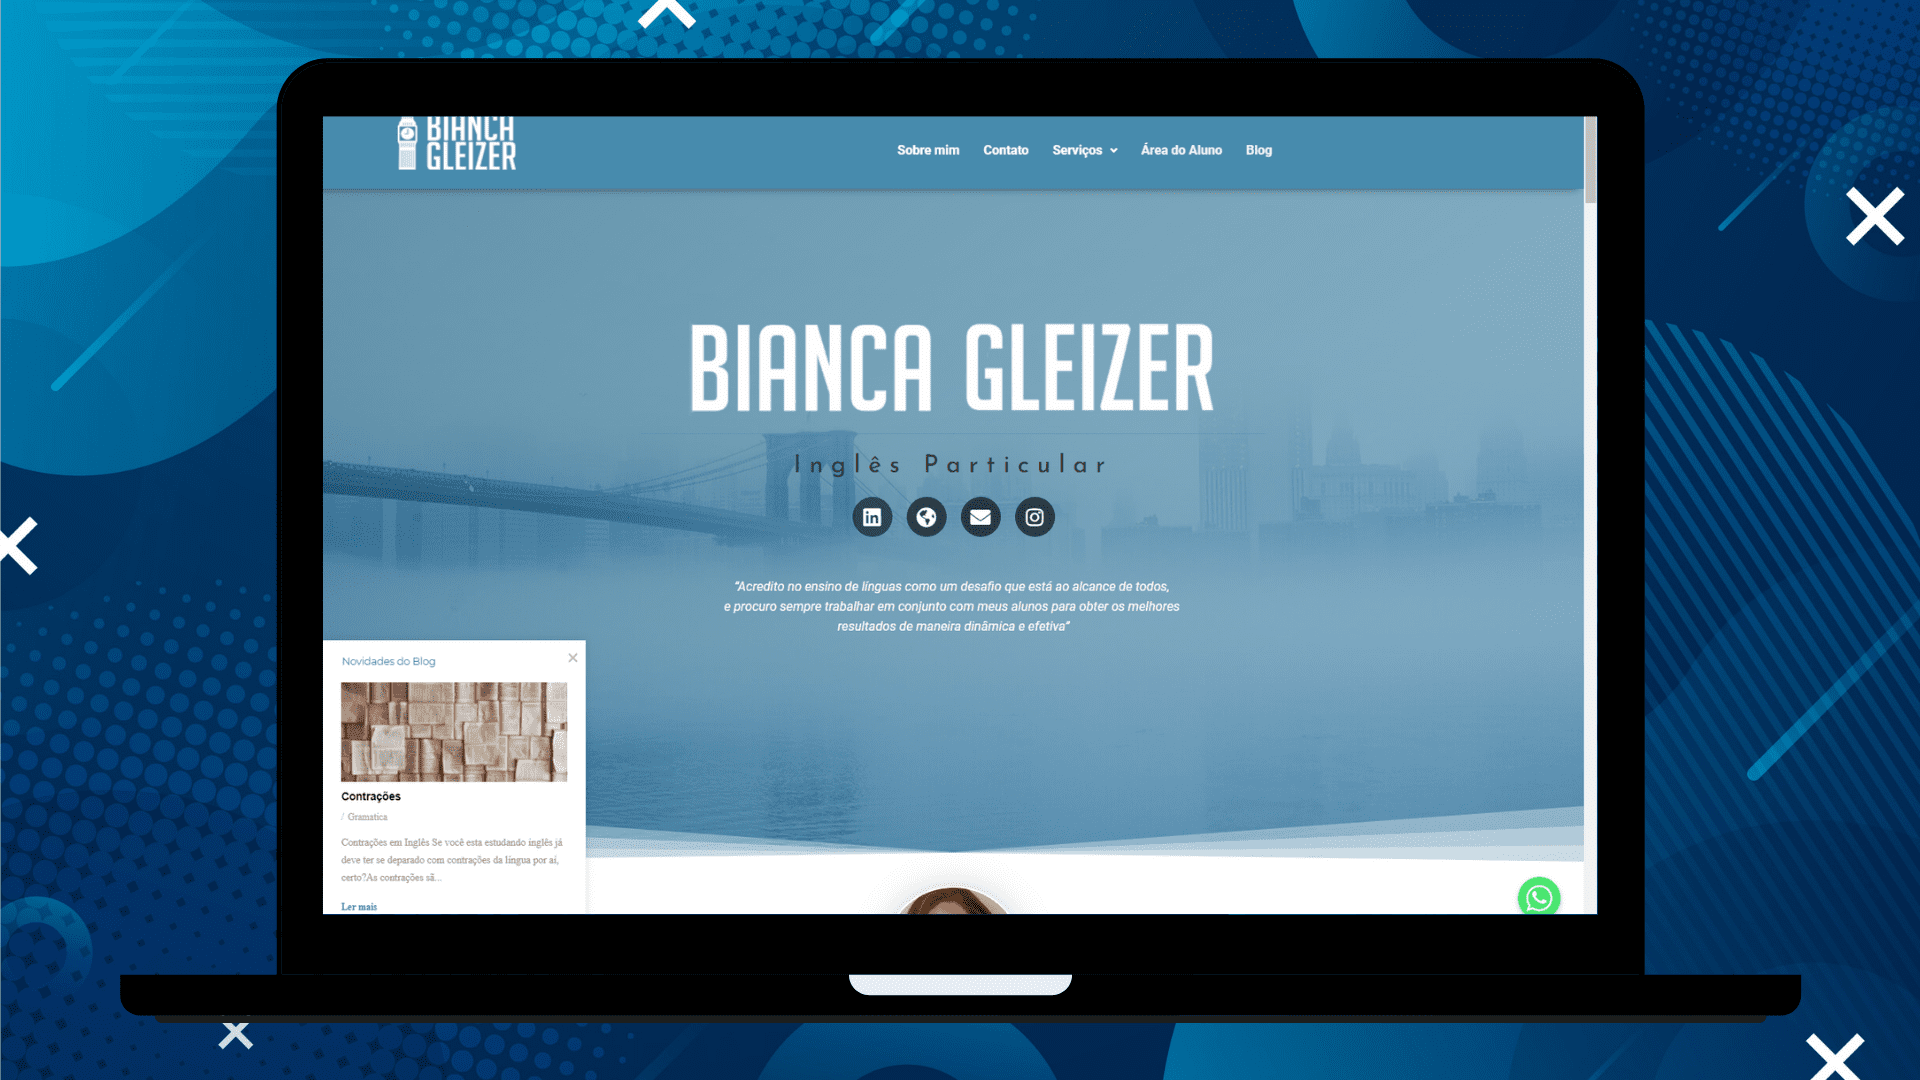 BIANCA
GLEIZER
Sobre mim
Contato
Serviços
Área do Aluno
Blog
BIANCA GLEIZER
Inglês Particular
“Acredito no ensino de línguas como um desafio que está ao alcance de todos,
e procuro sempre trabalhar em conjunto com meus alunos para obter os melhores
resultados de maneira dinâmica e efetiva”
Novidades do Blog
Contrações
/ Gramatica
Contrações em Inglês Se você esta estudando inglês já
deve ter se deparado com contrações da língua por aí,
certo?As contrações sã...
Ler mais